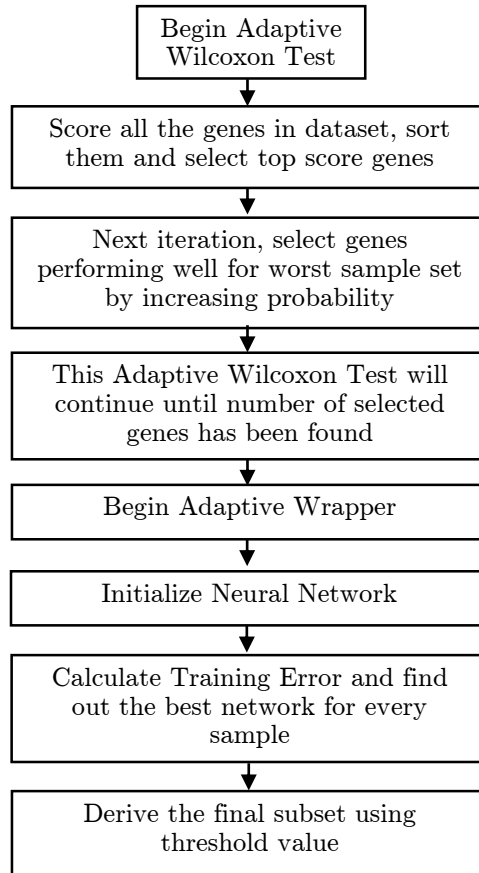 Begin Adaptive
Wilcoxon Test
Score all the genes in dataset, sort
them and select top score genes
Next iteration, select genes
performing well for worst sample set
by increasing probability
This Adaptive Wilcoxon Test will
continue until number of selected
genes has been found
Begin Adaptive Wrapper
Initialize Neural Network
Calculate Training Error and find
out the best network for every
sample
Derive the final subset using
threshold value